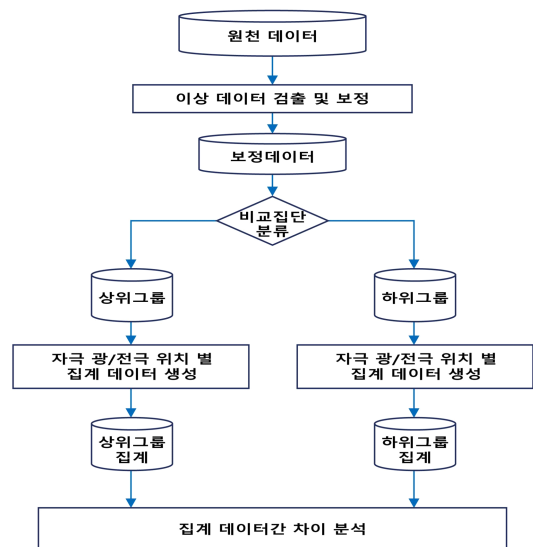 원천 데이터
이상 데이터 검출 및 보정
보정데이터
비교집단
분류
상위그룹
하위그룹
자극 광/전극 위치 별
집계 데이터 생성
자극 광/전극 위치 별
집계 데이터 생성
상위그룹
집계
하위그룹
집계
집계 데이터간 차이 분석